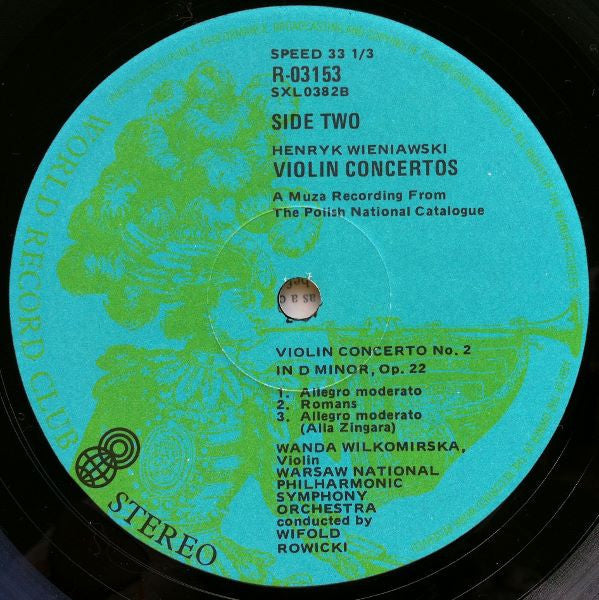 SPEED 33 1/3
R-03153
SXL0382B
SIDE TWO
HENRYK WIENIAWSKI
VIOLIN CONCERTOS
A Muza Recording From
The Polish National Catalogue
VIOLIN CONCERTO No. 2
IN D MINOR, Op. 22
1. Allegro moderato
2. Romans
3. Allegro moderato
(Alla Zingara)
WANDA WILKOMIRSKA,
Violin
WARSAW NATIONAL
PHILHARMONIC
SYMPHONY
ORCHESTRA
conducted by
WIFOLD
ROWICKI
WORLD RECORD CLUB
STEREO
as a c